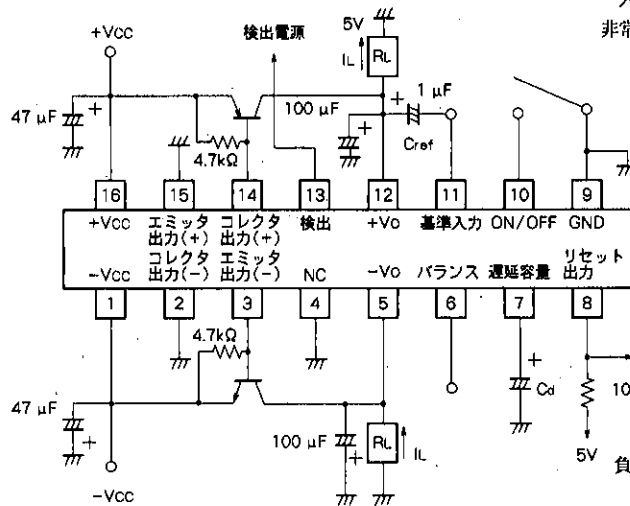 +Vcc
検出電源
5V
IL
RL
非常
47 μF
+
100 μF
+
1 μF
Cref
4.7kΩ
16
15
14
13
12
11
10
9
+Vcc
エミッタ
出力(+)
コレクタ
出力(+)
検出
+Vo
基準入力
ON/OFF
GND
-Vcc
コレクタ
出力(-)
エミッタ
出力(-)
NC
-Vo
バランス
遅延容量
リセット
出力
1
2
3
4
5
6
7
8
4.7kΩ
47 μF
+
100 μF
+
RL
IL
+
Cd
10
5V
負
-Vcc